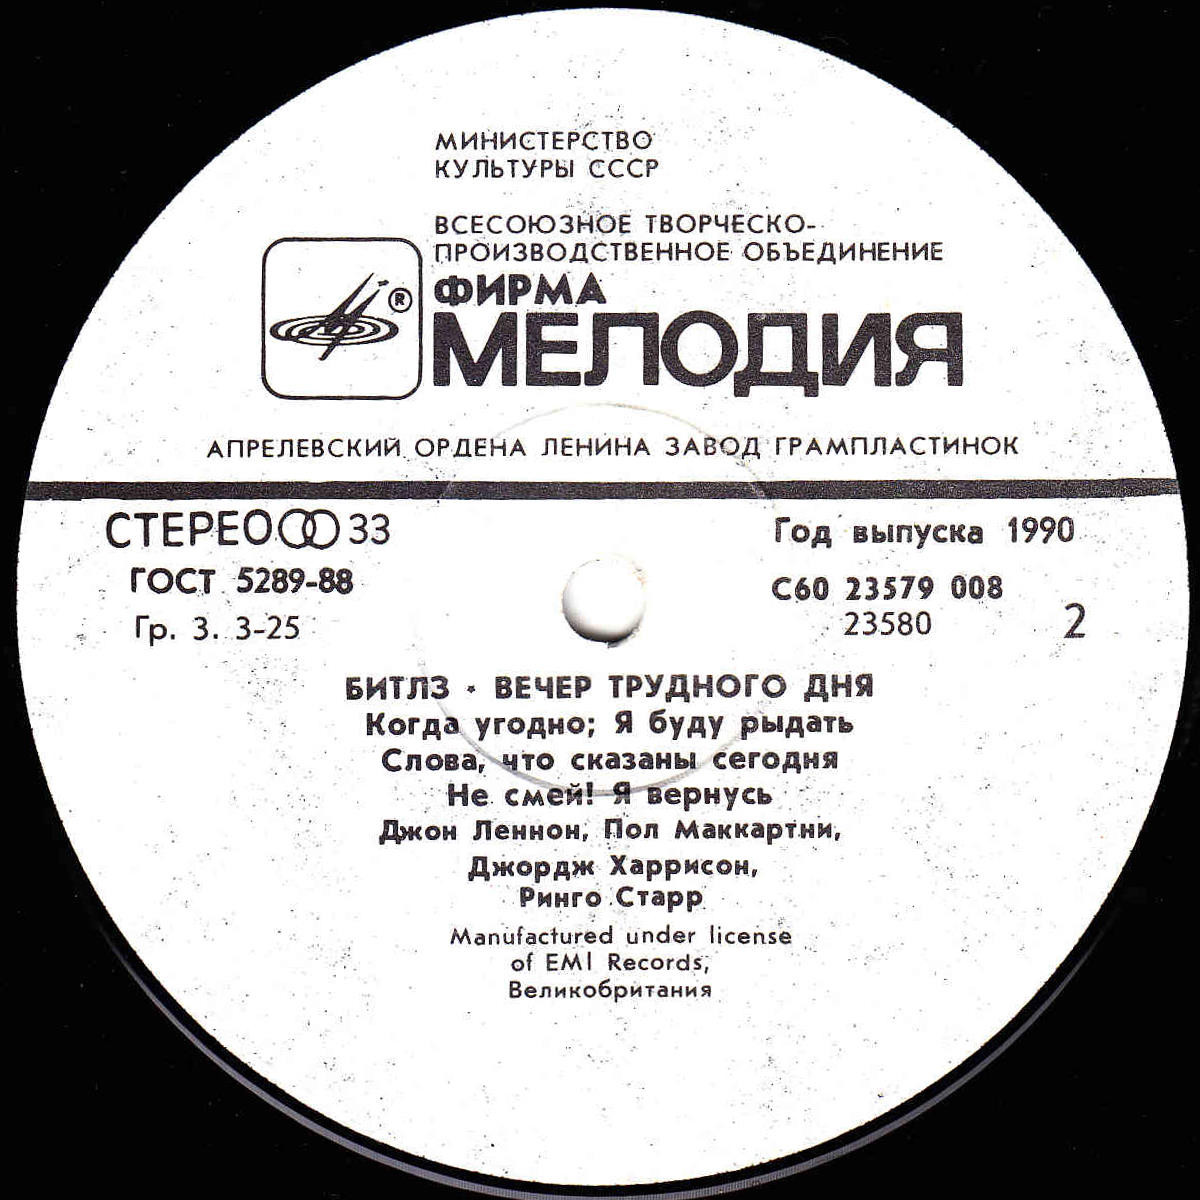 МИНИСТЕРСТВО
КУЛЬТУРЫ СССР
ВСЕСОЮЗНОЕ ТВОРЧЕСКО-
ПРОИЗВОДСТВЕННОЕ ОБЪЕДИНЕНИЕ
ФИРМА
®
МЕЛОДИЯ
АПРЕЛЕВСКИЙ ОРДЕНА ЛЕНИНА ЗАВОД ГРАМПЛАСТИНОК
СТЕРЕО 33
Год выпуска 1990
ГОСТ 5289-88
С60 23579 008
Гр. 3. 3-25
23580
2
БИТЛЗ · ВЕЧЕР ТРУДНОГО ДНЯ
Когда угодно; Я буду рыдать
Слова, что сказаны сегодня
Не смей! Я вернусь
Джон Леннон, Пол Маккартни,
Джордж Харрисон,
Ринго Старр
Manufactured under license
of EMI Records,
Великобритания